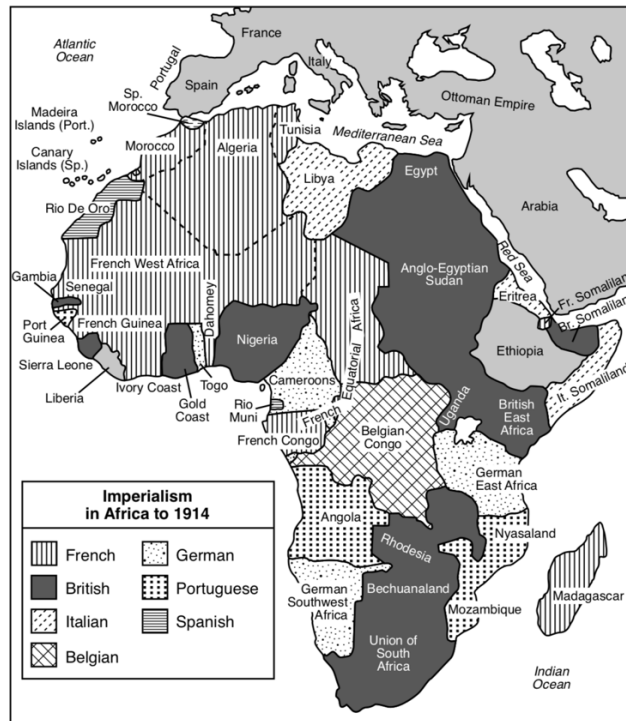 France
Atlantic
Ocean
Portugal
Italy
Spain
Sp.
Morocco
Ottoman Empire
Madeira
Islands (Port.)
Tunisia
Mediterranean Sea
Morocco
Algeria
Canary
Islands (Sp.)
Libya
Egypt
Arabia
Rio De Oro
Red Sea
French West Africa
Anglo-Egyptian
Sudan
Gambia
Senegal
Eritrea
Fr. Somaliland
Br. Somaliland
Port
Guinea
French Guinea
Dahomey
Nigeria
Equatorial Africa
Ethiopia
Sierra Leone
Liberia
Ivory Coast
Togo
Gold
Coast
Cameroons
Rio
Muni
French
Uganda
British
East
Africa
It. Somaliland
French Congo
Belgian
Congo
German
East Africa
Imperialism
in Africa to 1914
French
German
British
Portuguese
Italian
Spanish
Belgian
Angola
Nyasaland
Rhodesia
German
Southwest
Africa
Bechuanaland
Mozambique
Madagascar
Union of
South
Africa
Indian
Ocean